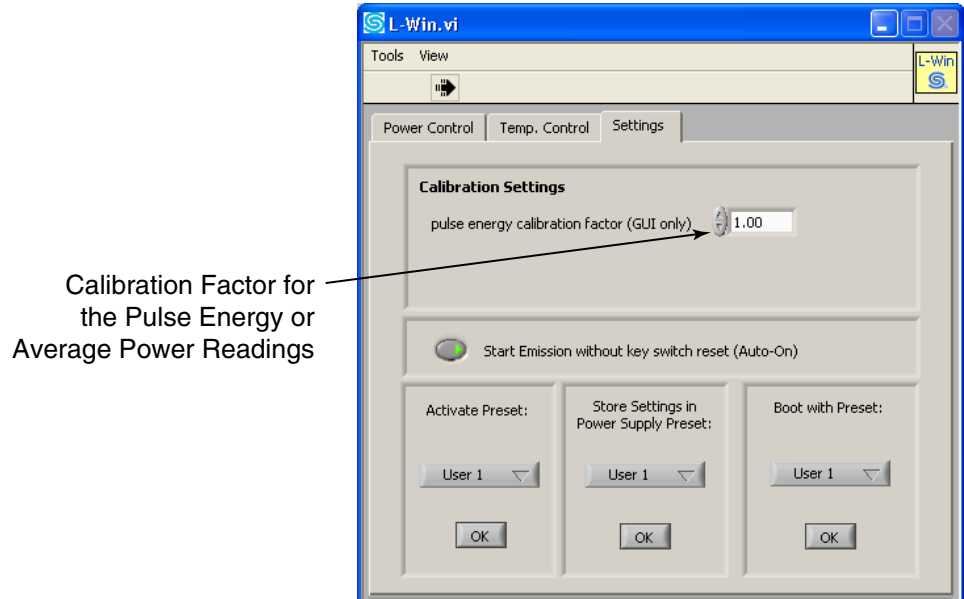 L-Win.vi
Tools View
L-Win
Power Control Temp. Control Settings
Calibration Settings
pulse energy calibration factor (GUI only) 1.00
Calibration Factor for
the Pulse Energy or
Average Power Readings
Start Emission without key switch reset (Auto-On)
Activate Preset:
User 1
OK
Store Settings in
Power Supply Preset:
User 1
OK
Boot with Preset:
User 1
OK